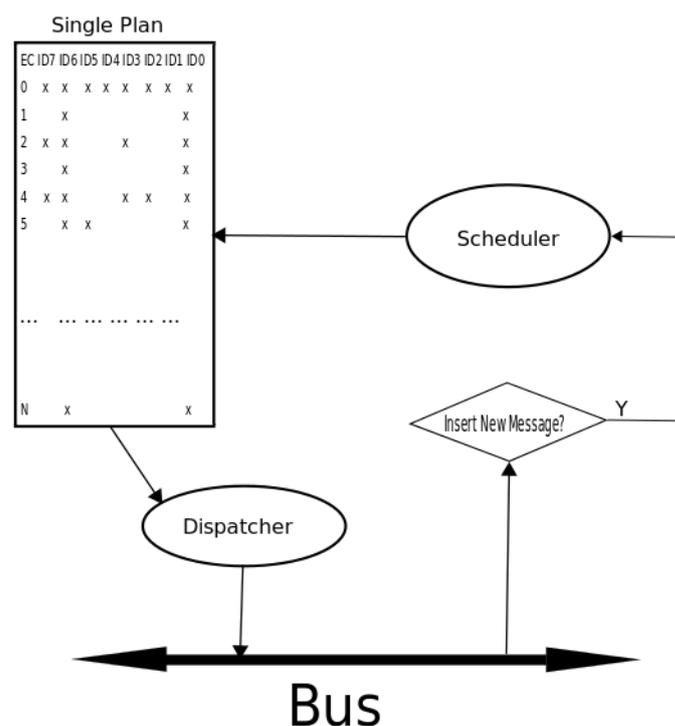 Single Plan
EC ID7 ID6 ID5 ID4 ID3 ID2 ID1 ID0
0 x x x x x x x x
1 x x
2 x x x x
3 x x
4 x x x x x
5 x x x
... ... ... ... ... ...
N x x
Scheduler
Insert New Message?
Y
Dispatcher
Bus